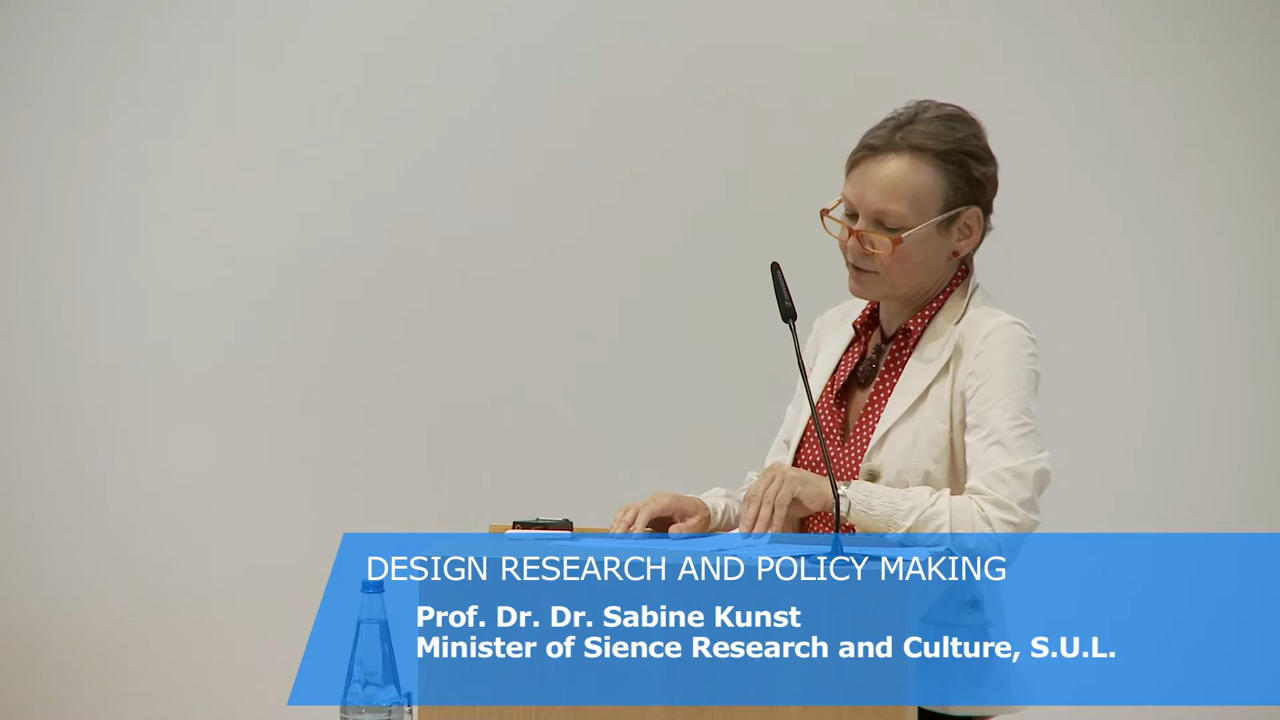 DESIGN RESEARCH AND POLICY MAKING
Prof. Dr. Dr. Sabine Kunst
Minister of Sience Research and Culture, S.U.L.